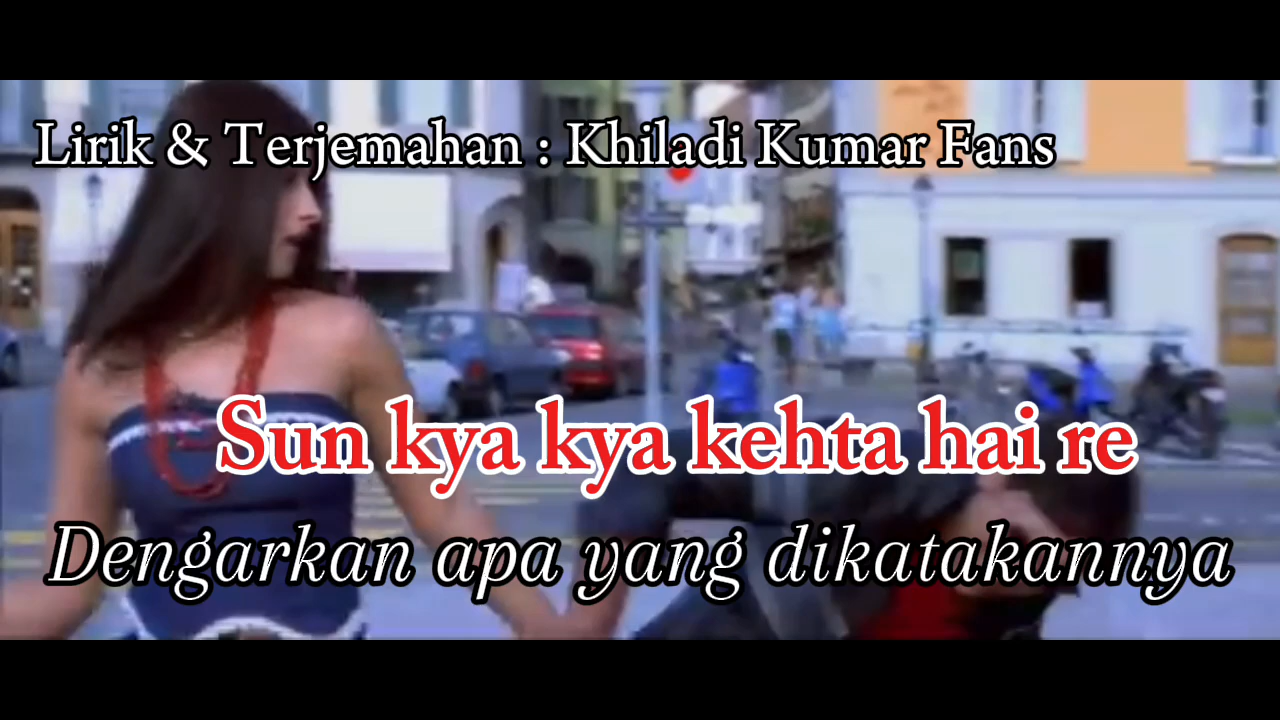 Lirik & Terjemahan : Khiladi Kumar Fans
Sun kya kya kehta hai re
Dengarkan apa yang dikatakannya